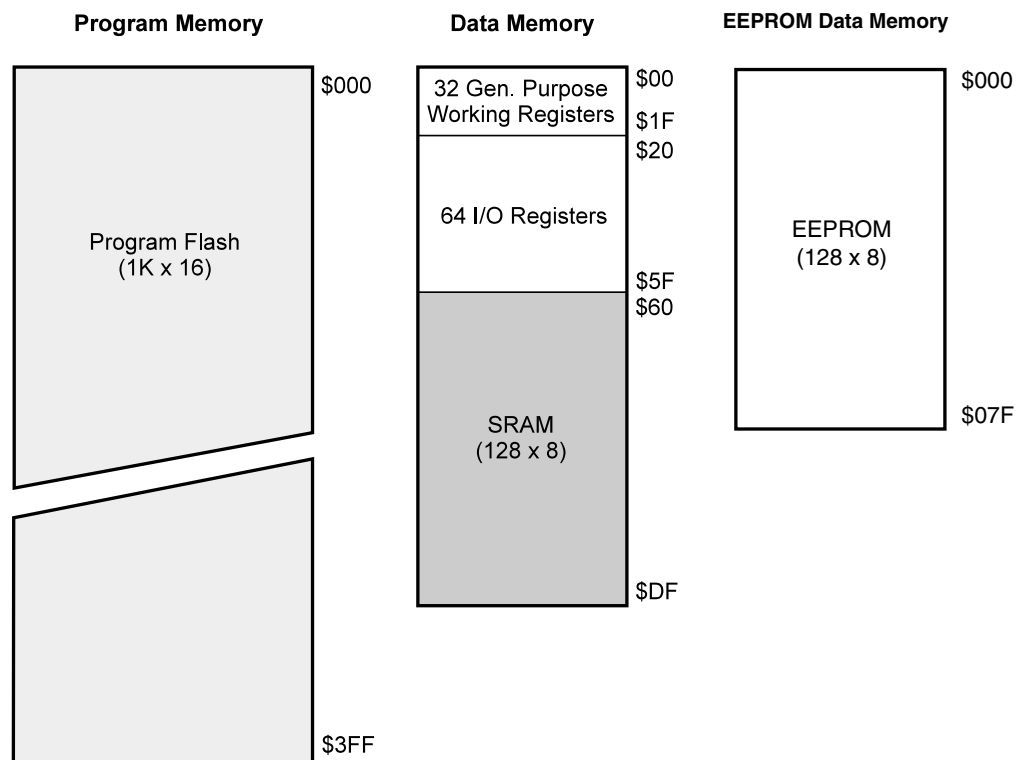 Program Memory
$000
Program Flash
(1K x 16)
$3FF
Data Memory
32 Gen. Purpose
Working Registers
$00
$1F
$20
64 I/O Registers
$5F
$60
SRAM
(128 x 8)
$DF
EEPROM Data Memory
$000
EEPROM
(128 x 8)
$07F